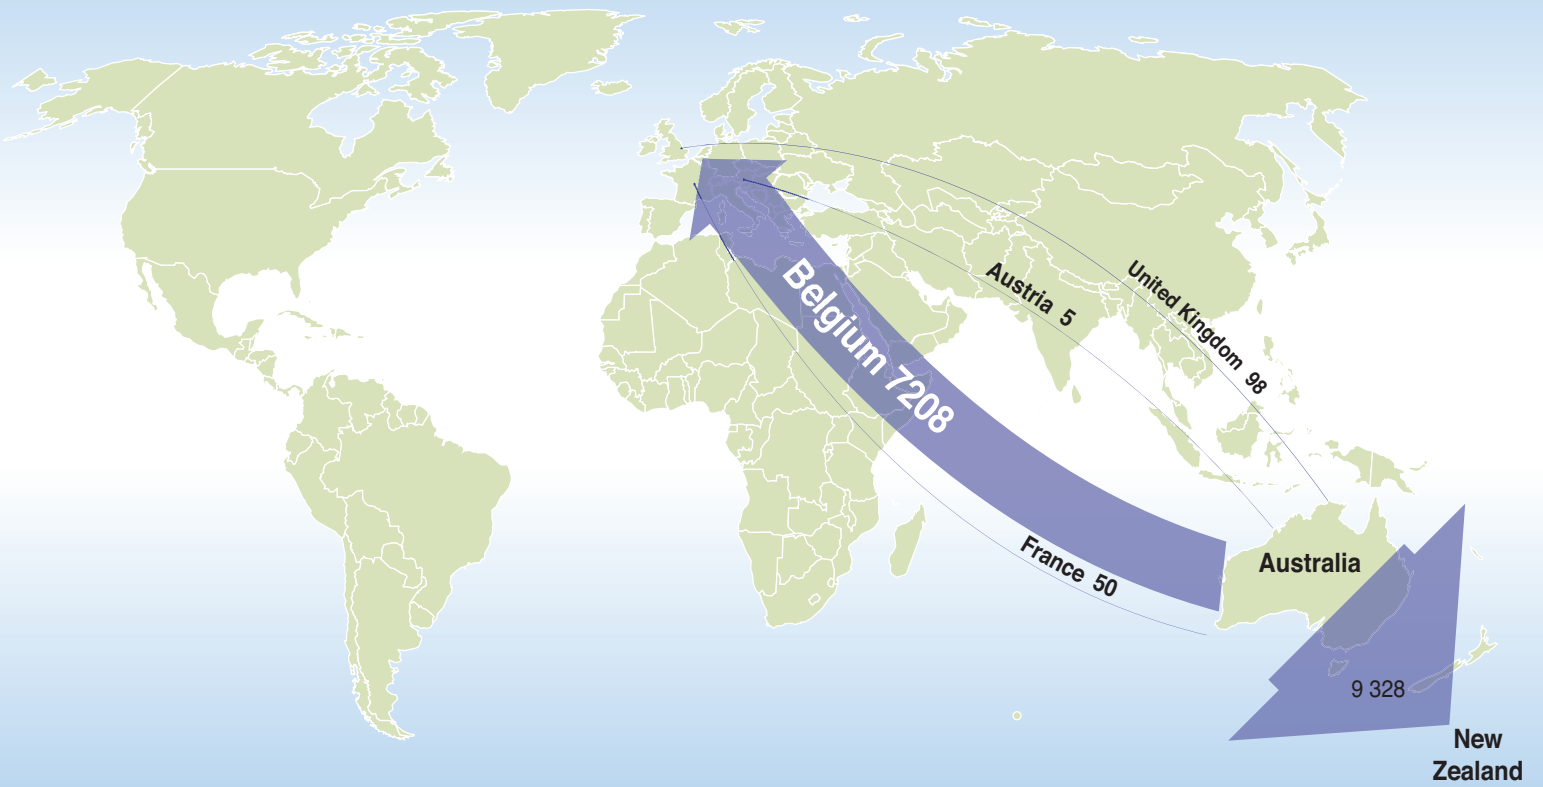 United Kingdom 98
Austria 5
Belgium 7208
France 50
Australia
9 328
New
Zealand